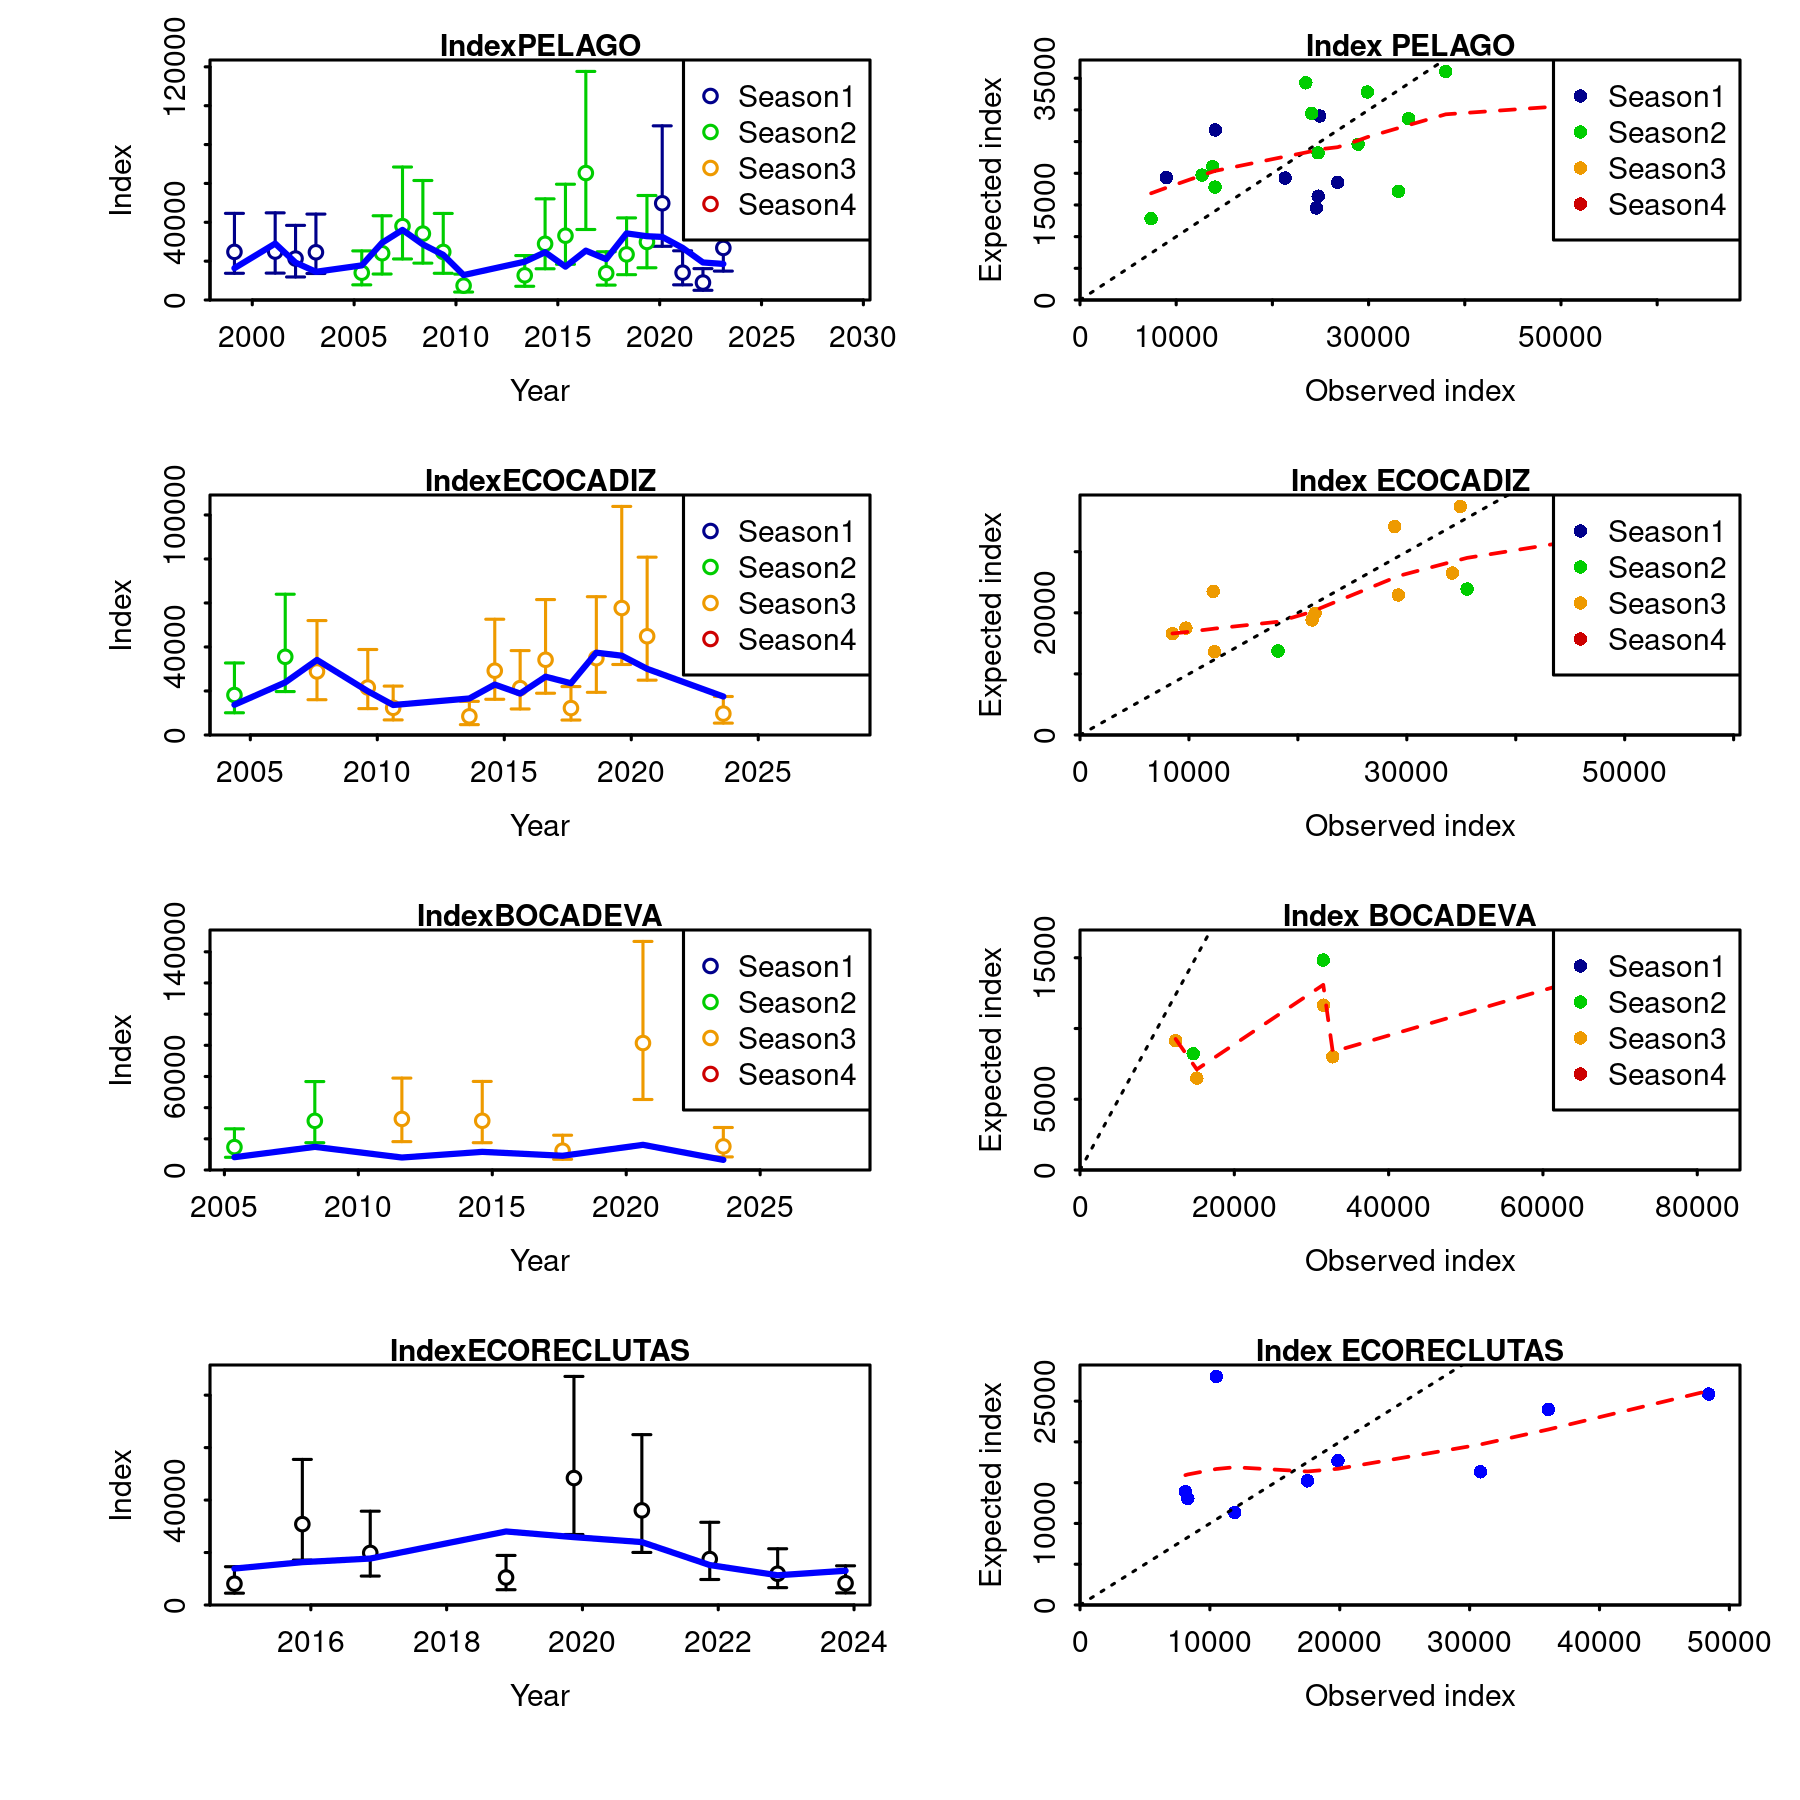 IndexPELAGO
Index
0
40000
120000
2000 2005 2010 2015 2020 2025 2030
Year
Season1
Season2
Season3
Season4
Index PELAGO
Expected index
0
15000
35000
0 10000 30000 50000
Observed index
Season1
Season2
Season3
Season4
IndexECOCADIZ
Index
0
40000
100000
2005 2010 2015 2020 2025
Year
Season1
Season2
Season3
Season4
Index ECOCADIZ
Expected index
0
20000
0 10000 30000 50000
Observed index
Season1
Season2
Season3
Season4
IndexBOCADEVA
Index
0
60000
140000
2005 2010 2015 2020 2025
Year
Season1
Season2
Season3
Season4
Index BOCADEVA
Expected index
0
5000
15000
0 20000 40000 60000 80000
Observed index
Season1
Season2
Season3
Season4
IndexECORECLUTAS
Index
0
40000
2016 2018 2020 2022 2024
Year
Index ECORECLUTAS
Expected index
0
10000
25000
0 10000 20000 30000 40000 50000
Observed index